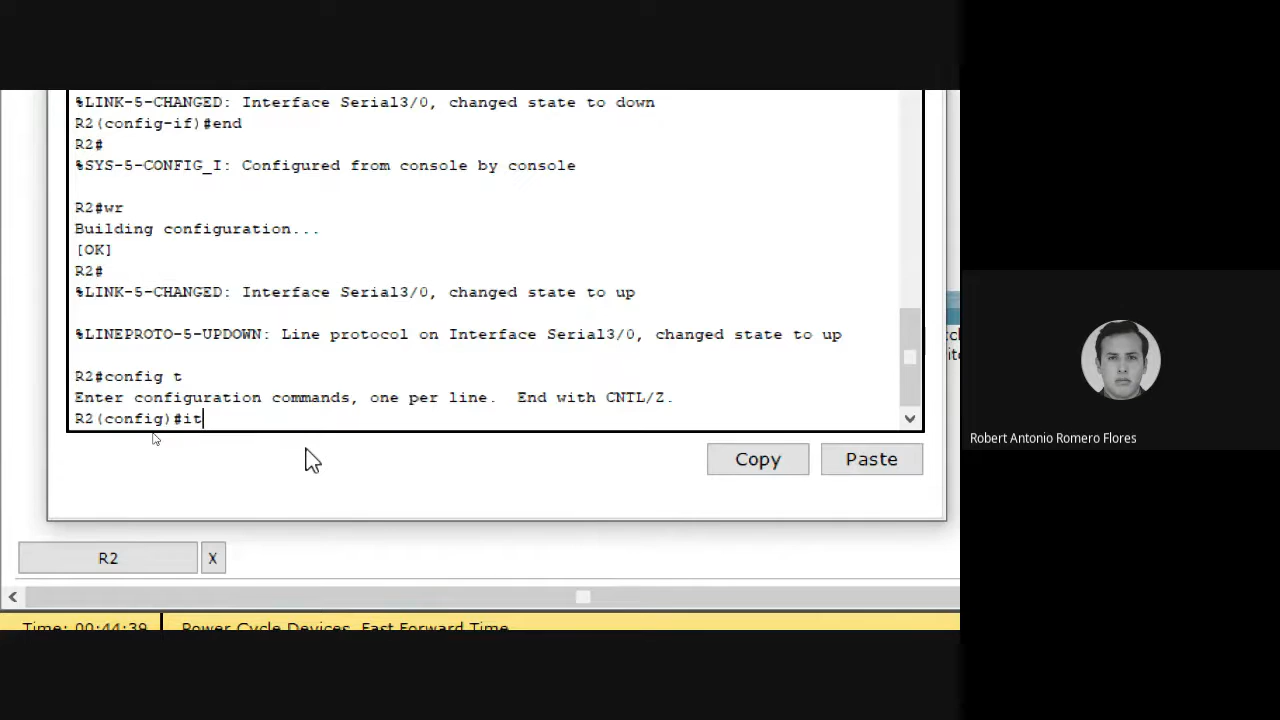 %LINK-5-CHANGED: Interface Serial3/0, changed state to down
R2(config-if)#end
R2#
%SYS-5-CONFIG_I: Configured from console by console
R2#wr
Building configuration...
[OK]
R2#
%LINK-5-CHANGED: Interface Serial3/0, changed state to up
%LINEPROTO-5-UPDOWN: Line protocol on Interface Serial3/0, changed state to up
R2#config t
Enter configuration commands, one per line.  End with CNTL/Z.
R2(config)#it
Copy
Paste
R2
X
Time: 00:44:39
Power Cycle Devices Fast Forward Time
Robert Antonio Romero Flores